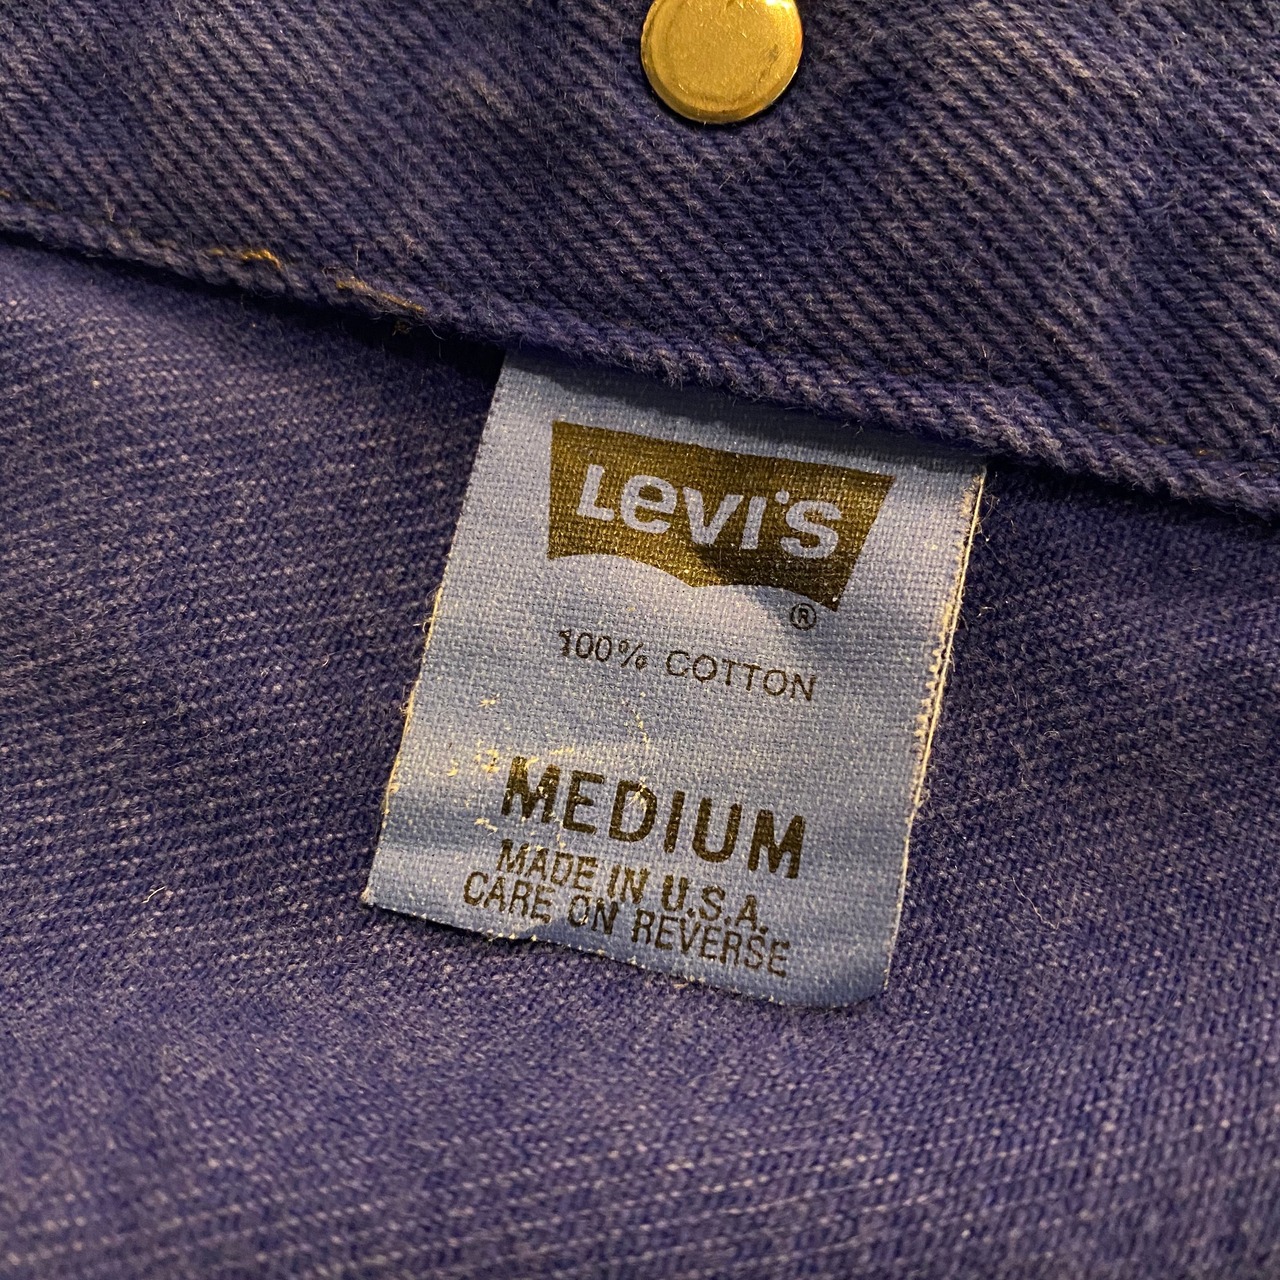 Levi's
®
100% COTTON
MEDIUM
MADE IN U.S.A.
CARE ON REVERSE